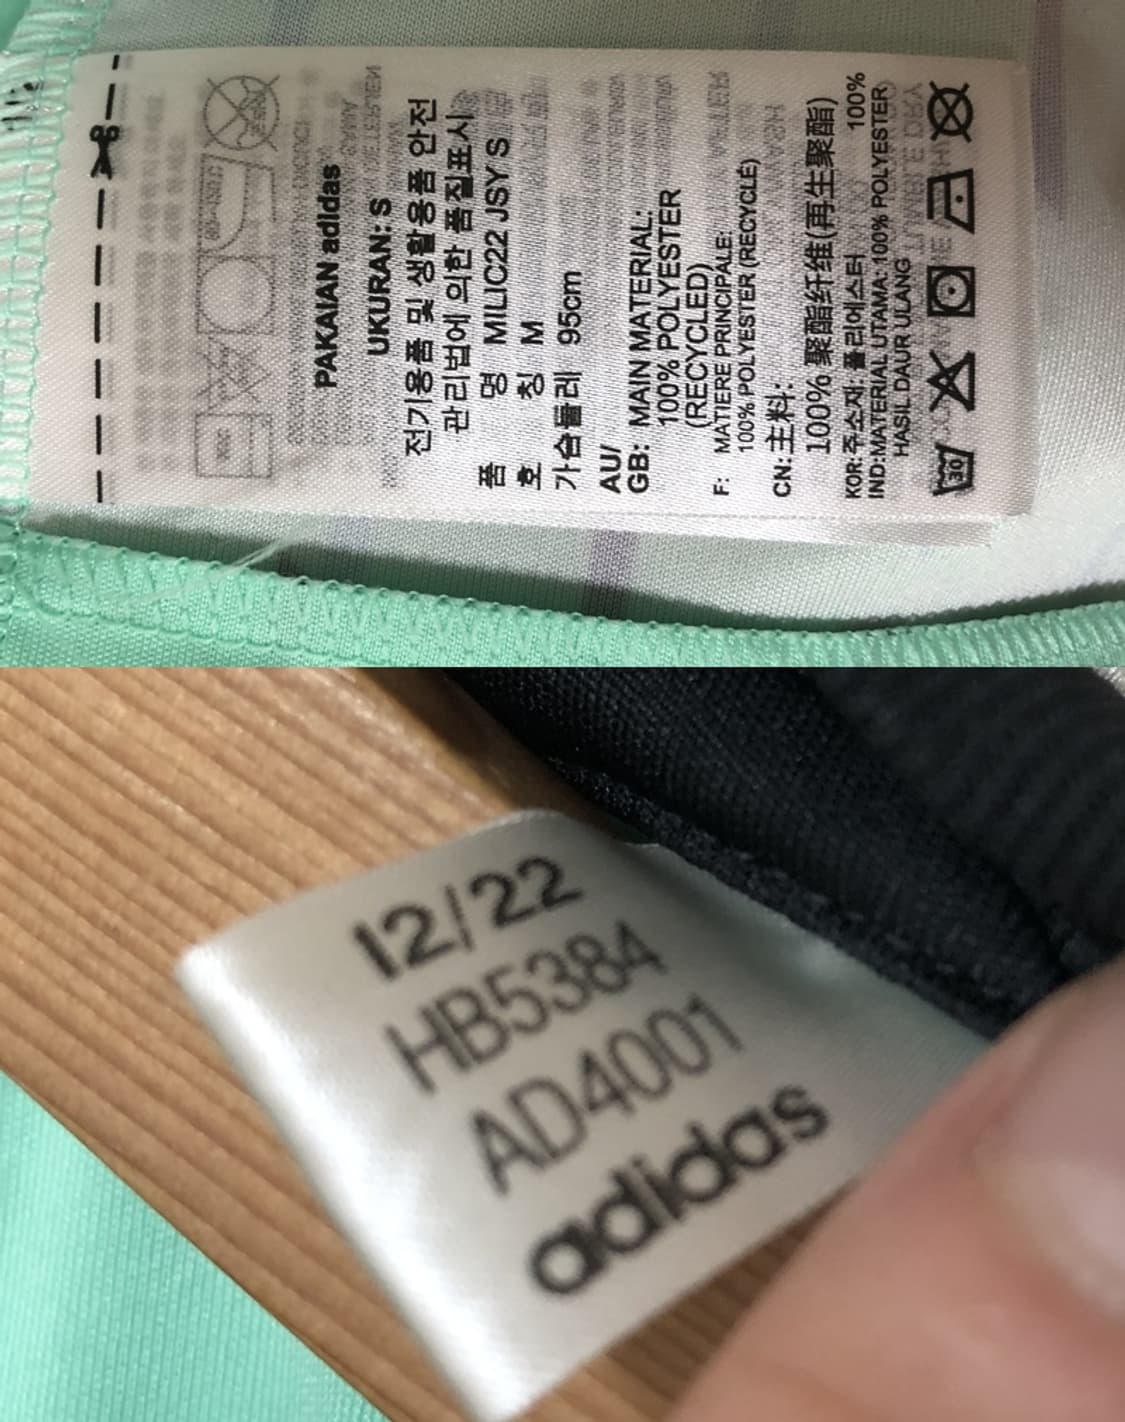 PAKAIAN adidas
UKURAN: S
전기용품 및 생활용품 안전
관리법에 의한 품질표시
품 명 MILIC22 JSY S
호 칭 M
가슴둘레 95cm
AU/
GB: MAIN MATERIAL:
100% POLYESTER
(RECYCLED)
F: MATIERE PRINCIPALE:
100% POLYESTER (RECYCLÉ)
CN: 主料:
100% 聚酯纤维(再生聚酯)
KOR: 주소재: 폴리에스터 100%
IND:MATERIAL UTAMA: 100% POLYESTER
HASIL DAUR ULANG
30
12/22
HB5384
AD4001
adidas